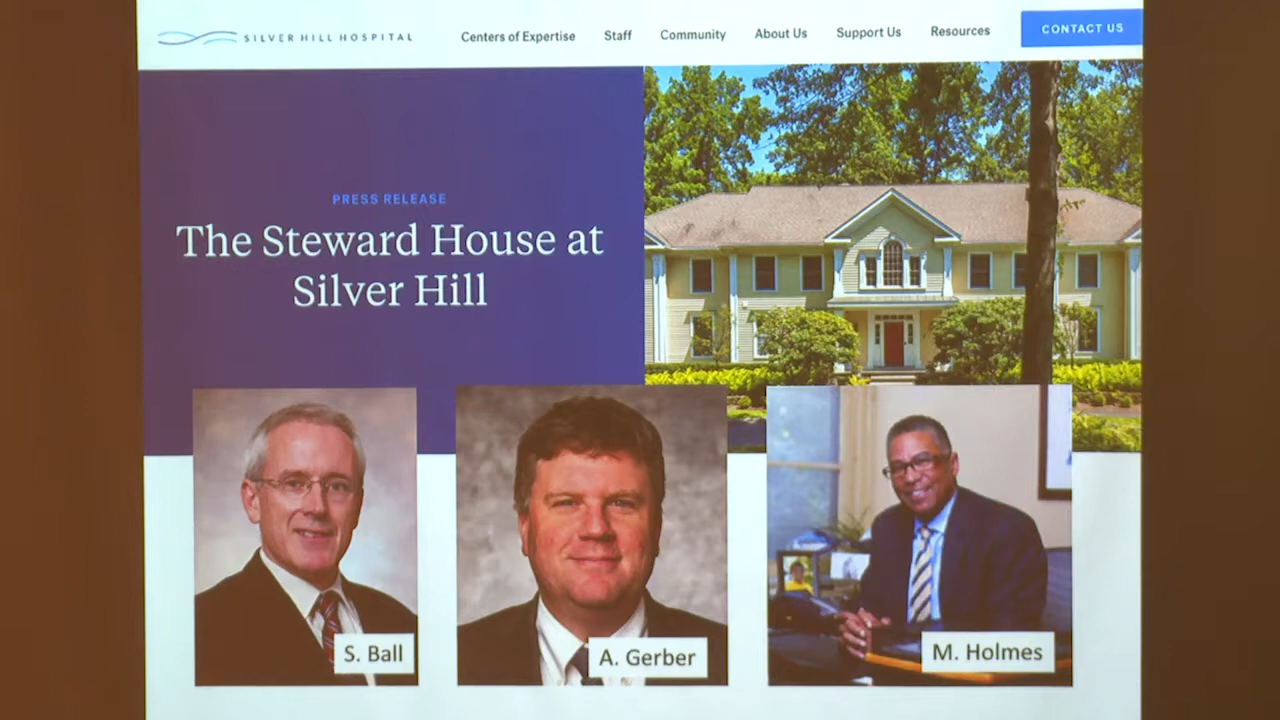 SILVER HILL HOSPITAL
Centers of Expertise Staff Community About Us Support Us Resources CONTACT US
PRESS RELEASE
The Steward House at
Silver Hill
S. Ball
A. Gerber
M. Holmes